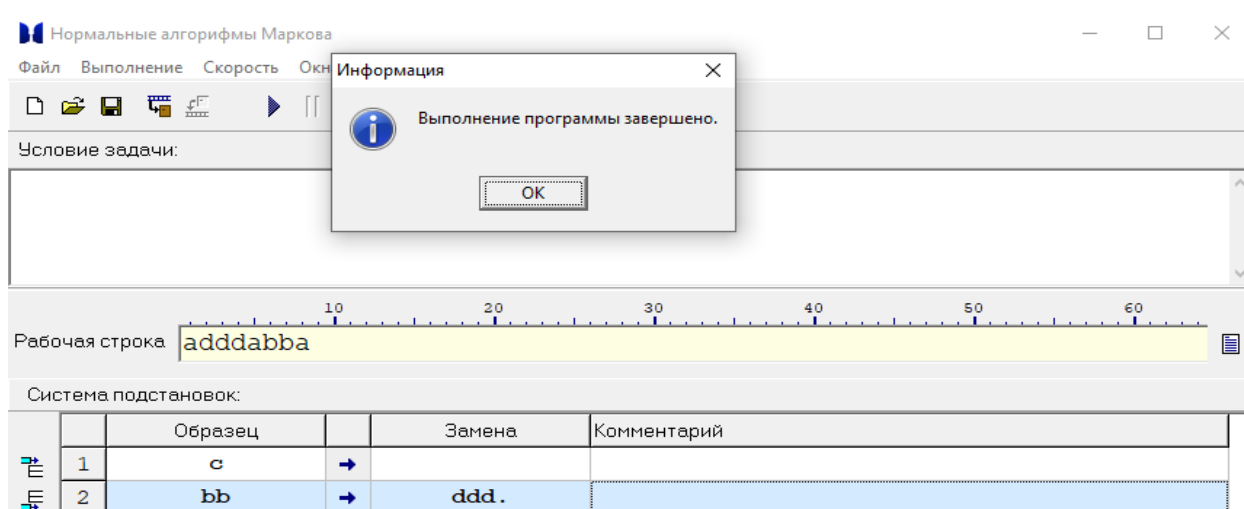 Нормальные алгорифмы Маркова
Файл Выполнение Скорость Окн
Информация
Выполнение программы завершено.
OK
Условие задачи:
10 20 30 40 50 60
Рабочая строка adddabba
Система подстановок:
Образец Замена Комментарий
1 c →
2 bb → ddd.